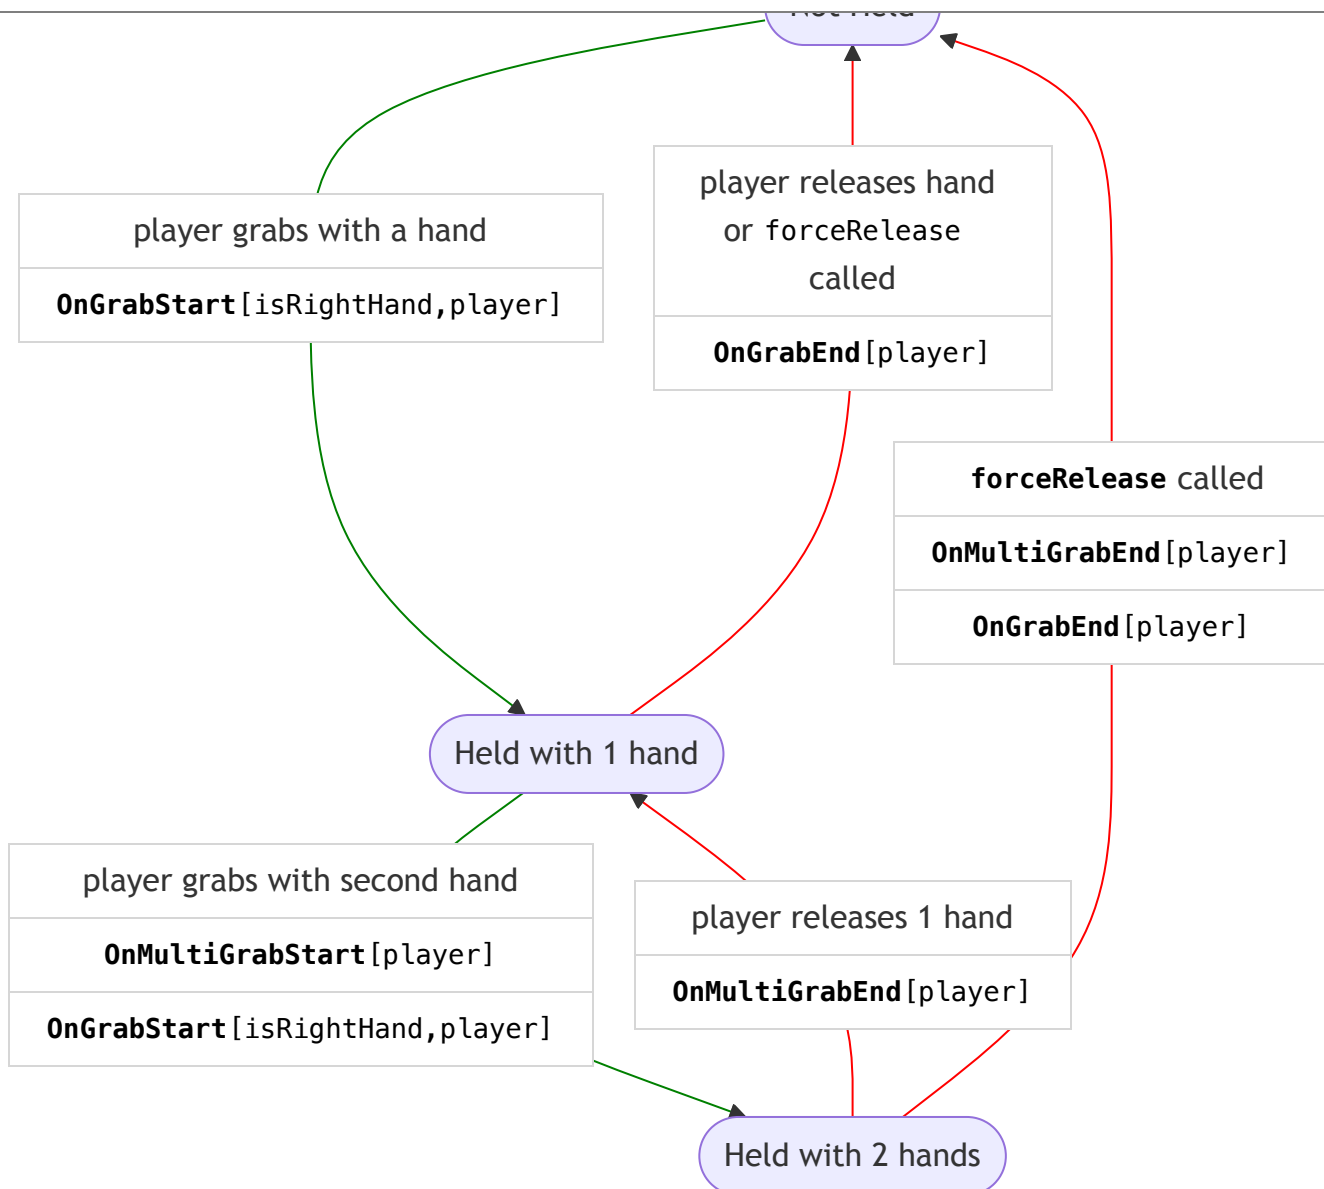 Not Held
player grabs with a hand
OnGrabStart[isRightHand,player]
player releases hand
or forceRelease
called
OnGrabEnd[player]
forceRelease called
OnMultiGrabEnd[player]
OnGrabEnd[player]
Held with 1 hand
player grabs with second hand
OnMultiGrabStart[player]
OnGrabStart[isRightHand,player]
player releases 1 hand
OnMultiGrabEnd[player]
Held with 2 hands